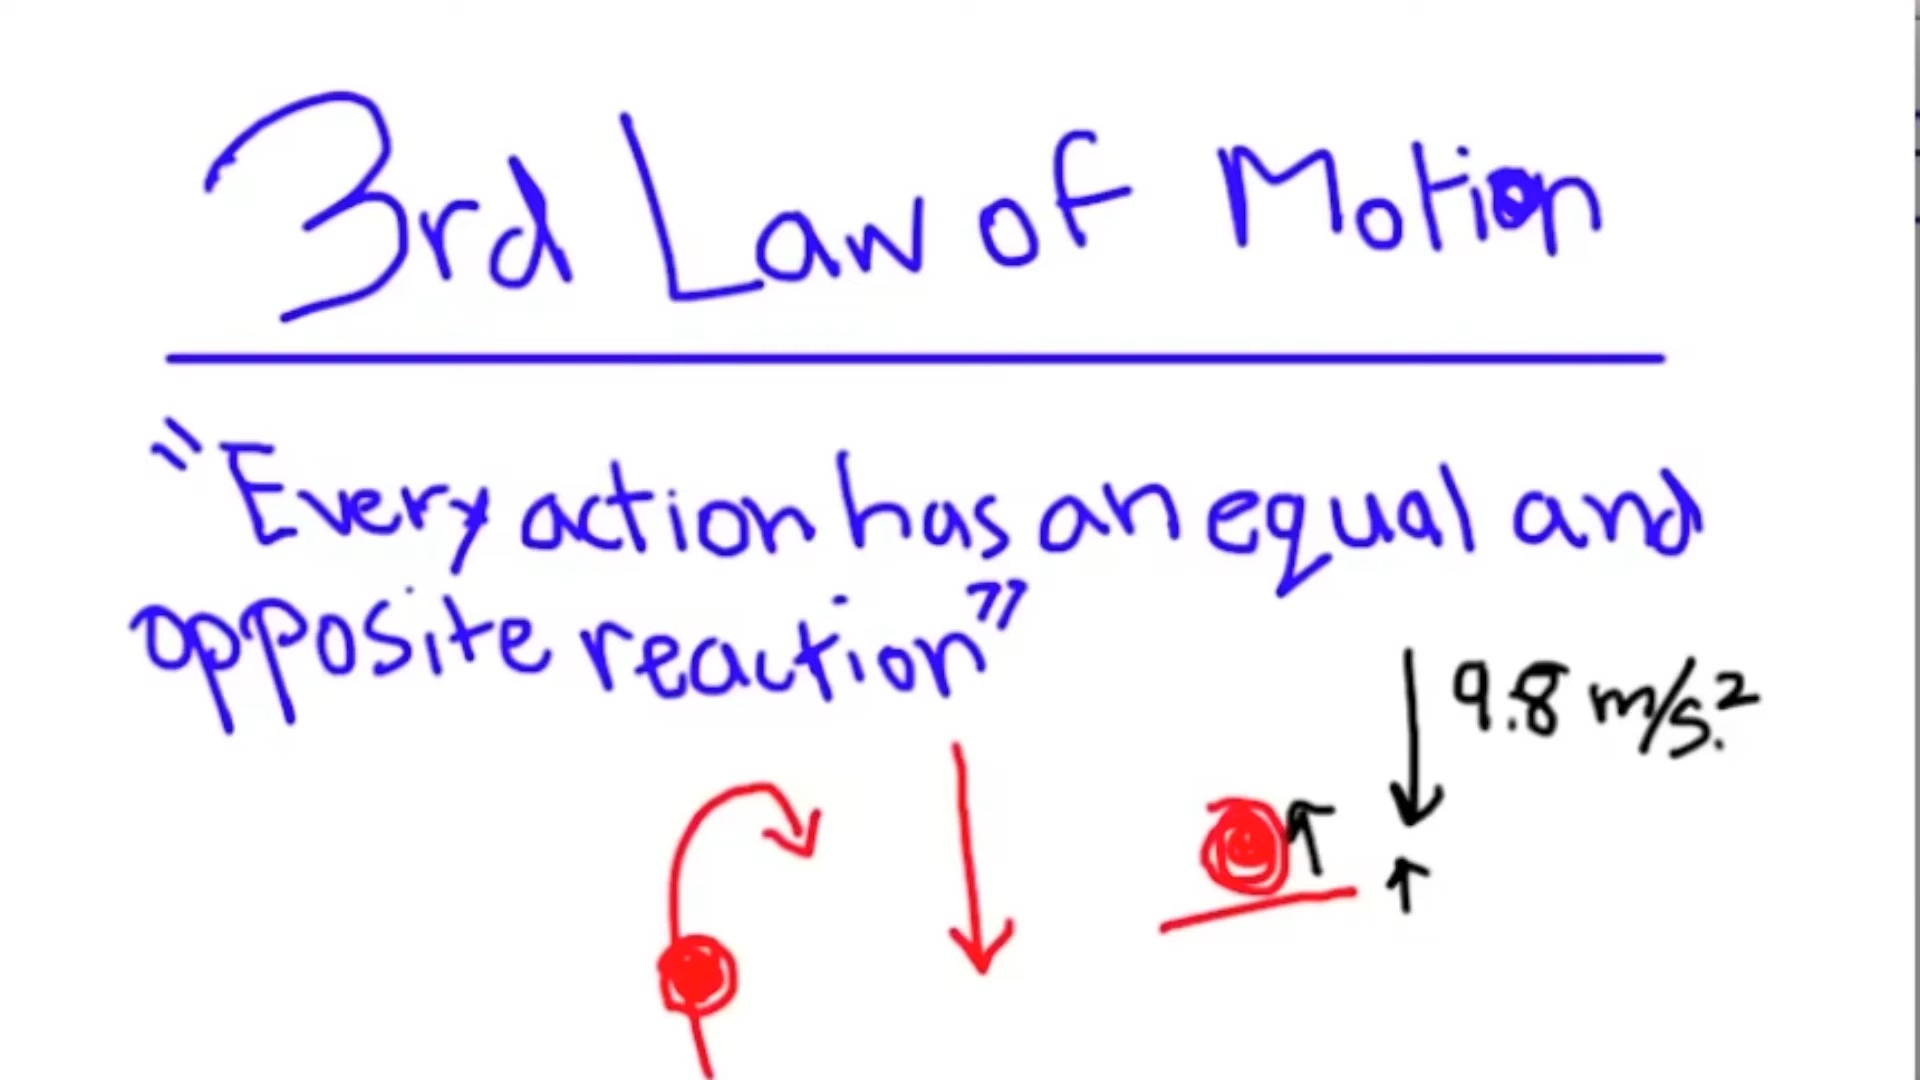 3rd Law of Motion
"Every action has an equal and
opposite reaction"
9.8 m/s.²